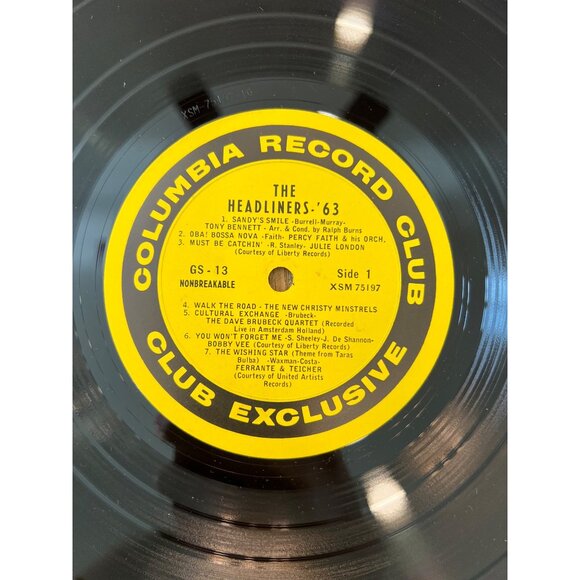 COLUMBIA RECORD CLUB
THE
HEADLINERS-'63
1. SANDY'S SMILE -Burrell-Murray-
TONY BENNETT - Arr. & Cond. by Ralph Burns
2. OBA! BOSSA NOVA -Faith- PERCY FAITH & his ORCH.
3. MUST BE CATCHIN' -R. Stanley- JULIE LONDON
(Courtesy of Liberty Records)
GS - 13
Side 1
NONBREAKABLE
XSM 75197
4. WALK THE ROAD - THE NEW CHRISTY MINSTRELS
5. CULTURAL EXCHANGE -Brubeck-
THE DAVE BRUBECK QUARTET (Recorded
Live in Amsterdam Holland)
6. YOU WON'T FORGET ME -S. Sheeley-J. De Shannon-
BOBBY VEE (Courtesy of Liberty Records)
7. THE WISHING STAR (Theme from Taras
Bulba) -Waxman-Costa-
FERRANTE & TEICHER
(Courtesy of United Artists
Records)
CLUB EXCLUSIVE